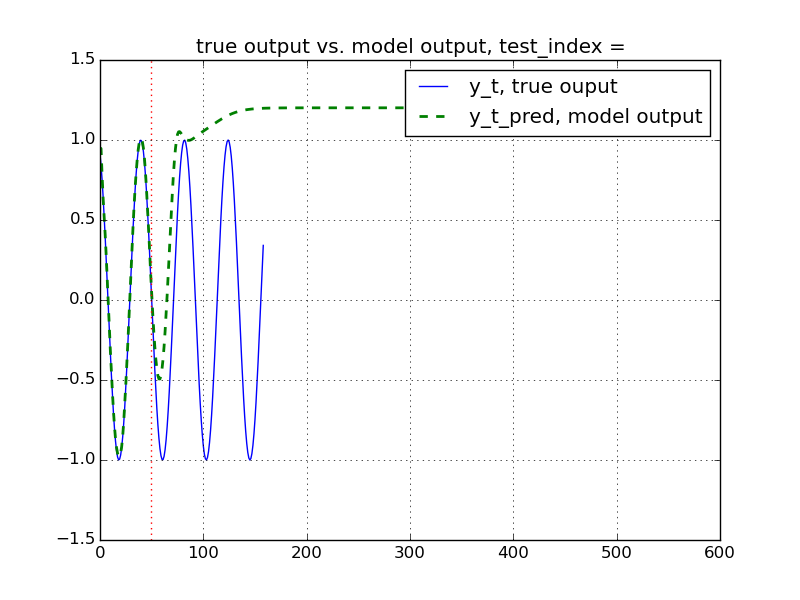 true output vs. model output, test_index =
y_t, true ouput
y_t_pred, model output
1.5
1.0
0.5
0.0
−0.5
−1.0
−1.5
0 100 200 300 400 500 600